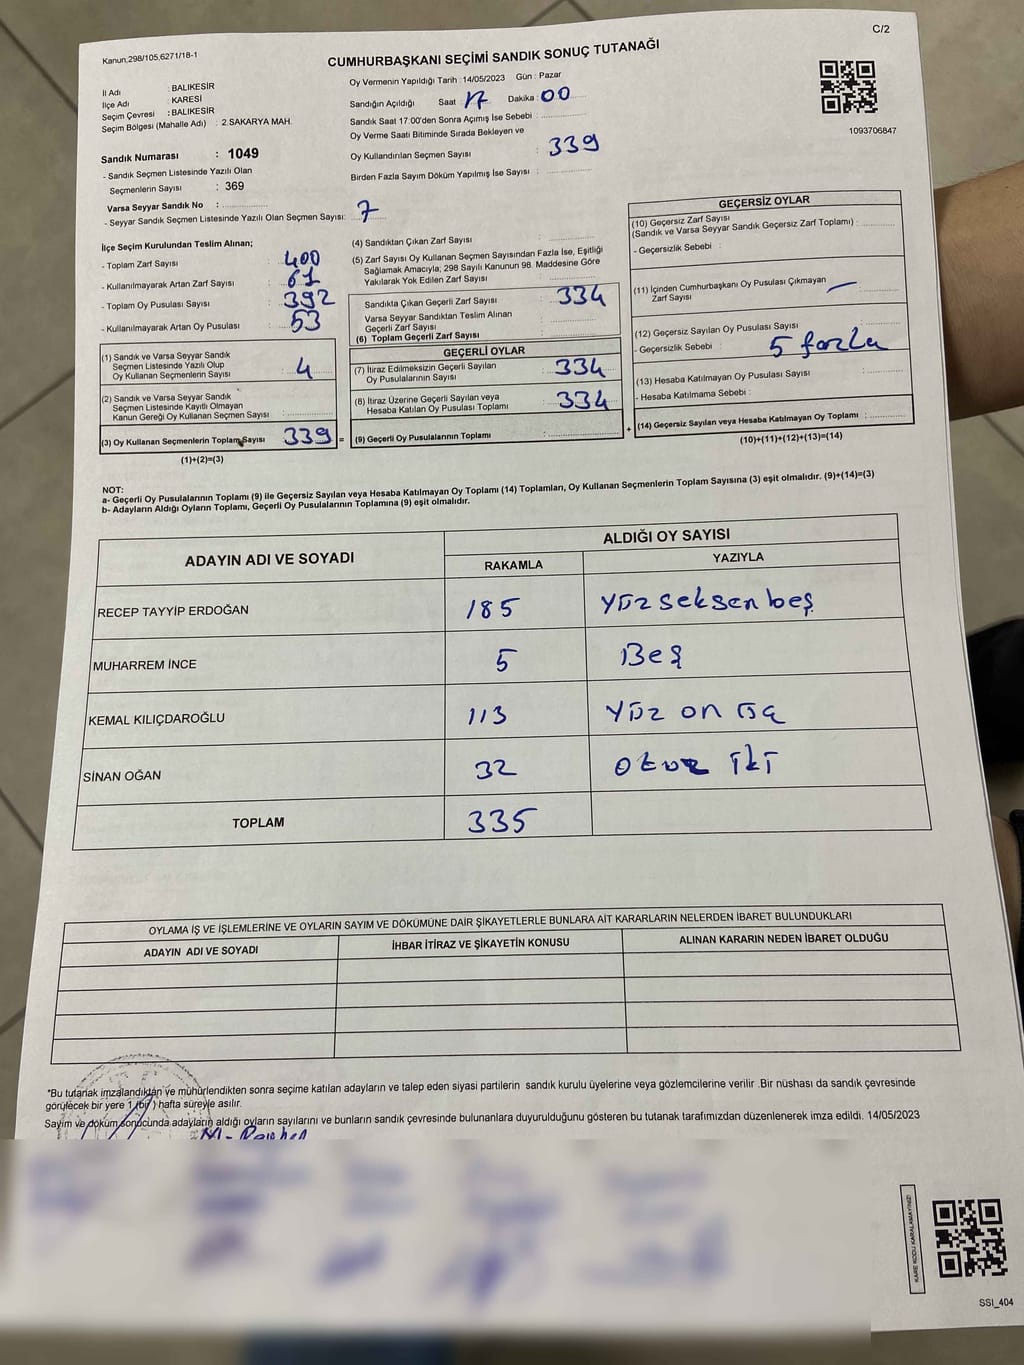 Kanun,298/105,6271/18-1
C/2
CUMHURBAŞKANI SEÇİMİ SANDIK SONUÇ TUTANAĞI
İl Adı : BALIKESİR
İlçe Adı : KARESİ
Seçim Çevresi : BALIKESİR
Seçim Bölgesi (Mahalle Adı) : 2.SAKARYA MAH.
Sandık Numarası : 1049
- Sandık Seçmen Listesinde Yazılı Olan
Seçmenlerin Sayısı : 369
Varsa Seyyar Sandık No :
- Seyyar Sandık Seçmen Listesinde Yazılı Olan Seçmen Sayısı: 7
Oy Vermenin Yapıldığı Tarih : 14/05/2023 Gün : Pazar
Sandığın Açıldığı Saat 17 Dakika : 00
Sandık Saat 17.00'den Sonra Açımış İse Sebebi :
Oy Verme Saati Bitiminde Sırada Bekleyen ve
Oy Kullandırılan Seçmen Sayısı : 339
Birden Fazla Sayım Döküm Yapılmış İse Sayısı :
1093706847
İlçe Seçim Kurulundan Teslim Alınan;
- Toplam Zarf Sayısı : 400
- Kullanılmayarak Artan Zarf Sayısı : 61
- Toplam Oy Pusulası Sayısı : 392
- Kullanılmayarak Artan Oy Pusulası : 53
(1) Sandık ve Varsa Seyyar Sandık
Seçmen Listesinde Yazılı Olup
Oy Kullanan Seçmenlerin Sayısı : 4
(2) Sandık ve Varsa Seyyar Sandık
Seçmen Listesinde Kayıtlı Olmayan
Kanun Gereği Oy Kullanan Seçmen Sayısı :
(3) Oy Kullanan Seçmenlerin Toplam Sayısı 339 =
(1)+(2)=(3)
(4) Sandıktan Çıkan Zarf Sayısı :
(5) Zarf Sayısı Oy Kullanan Seçmen Sayısından Fazla İse, Eşitliği
Sağlamak Amacıyla, 298 Sayılı Kanunun 98. Maddesine Göre
Yakılarak Yok Edilen Zarf Sayısı :
Sandıkla Çıkan Geçerli Zarf Sayısı : 334
Varsa Seyyar Sandıktan Teslim Alınan
Geçerli Zarf Sayısı :
(6) Toplam Geçerli Zarf Sayısı :
GEÇERLİ OYLAR
(7) İtiraz Edilmeksizin Geçerli Sayılan
Oy Pusulalarının Sayısı : 334
(8) İtiraz Üzerine Geçerli Sayılan veya
Hesaba Katılan Oy Pusulası Toplamı : 334
(9) Geçerli Oy Pusulalarının Toplamı : +
GEÇERSİZ OYLAR
(10) Geçersiz Zarf Sayısı
(Sandık ve Varsa Seyyar Sandık Geçersiz Zarf Toplamı) :
- Geçersizlik Sebebi :
(11) İçinden Cumhurbaşkanı Oy Pusulası Çıkmayan
Zarf Sayısı : —
(12) Geçersiz Sayılan Oy Pusulası Sayısı :
- Geçersizlik Sebebi : 5 fazla
(13) Hesaba Katılmayan Oy Pusulası Sayısı :
- Hesaba Katılmama Sebebi :
(14) Geçersiz Sayılan veya Hesaba Katılmayan Oy Toplamı :
(10)+(11)+(12)+(13)=(14)
NOT:
a- Geçerli Oy Pusulalarının Toplamı (9) ile Geçersiz Sayılan veya Hesaba Katılmayan Oy Toplamı (14) Toplamları, Oy Kullanan Seçmenlerin Toplam Sayısına (3) eşit olmalıdır. (9)+(14)=(3)
b- Adayların Aldığı Oyların Toplamı, Geçerli Oy Pusulalarının Toplamına (9) eşit olmalıdır.
ADAYIN ADI VE SOYADI
ALDIĞI OY SAYISI
RAKAMLA YAZIYLA
RECEP TAYYİP ERDOĞAN 185 Yüz seksen beş
MUHARREM İNCE 5 Beş
KEMAL KILIÇDAROĞLU 113 Yüz on üç
SİNAN OĞAN 32 otuz iki
TOPLAM 335
OYLAMA İŞ VE İŞLEMLERİNE VE OYLARIN SAYIM VE DÖKÜMÜNE DAİR ŞİKAYETLERLE BUNLARA AİT KARARLARIN NELERDEN İBARET BULUNDUKLARI
ADAYIN ADI VE SOYADI İHBAR İTİRAZ VE ŞİKAYETİN KONUSU ALINAN KARARIN NEDEN İBARET OLDUĞU
*Bu tutanak imzalandıktan ve mühürlendikten sonra seçime katılan adayların ve talep eden siyasi partilerin sandık kurulu üyelerine veya gözlemcilerine verilir .Bir nüshası da sandık çevresinde
görülecek bir yere 1 (bir) hafta süreyle asılır.
Sayım ve döküm sonucunda adayların aldığı oyların sayılarını ve bunların sandık çevresinde bulunanlara duyurulduğunu gösteren bu tutanak tarafımızdan düzenlenerek imza edildi. 14/05/2023
KARE KODU KARALAMAYINIZ!
SSI_404